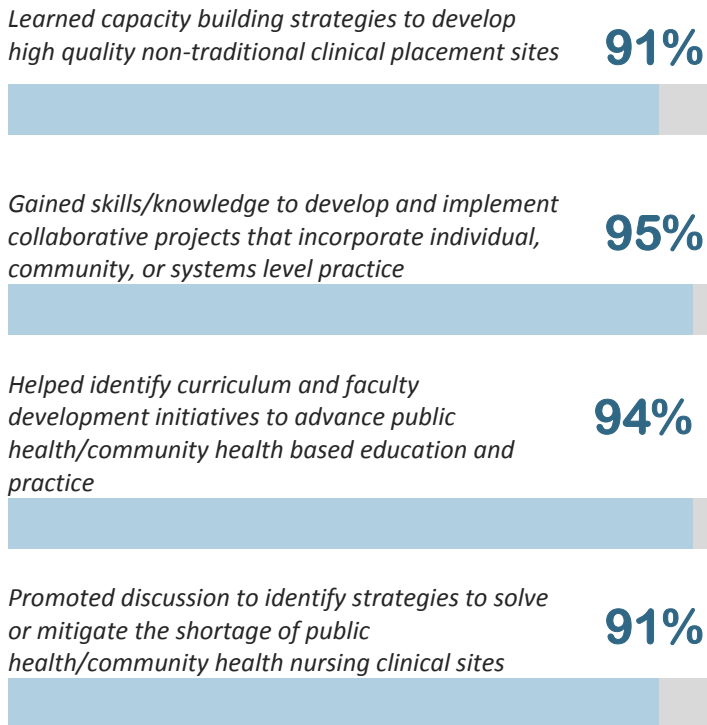 Learned capacity building strategies to develop
high quality non-traditional clinical placement sites
91%
Gained skills/knowledge to develop and implement
collaborative projects that incorporate individual,
community, or systems level practice
95%
Helped identify curriculum and faculty
development initiatives to advance public
health/community health based education and
practice
94%
Promoted discussion to identify strategies to solve
or mitigate the shortage of public
health/community health nursing clinical sites
91%